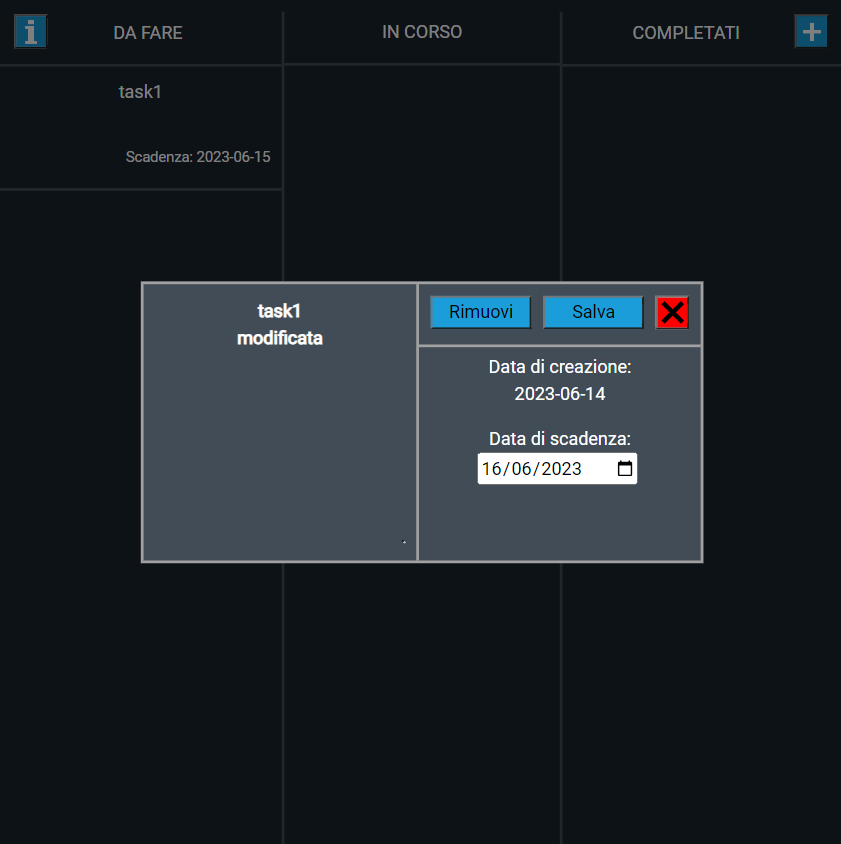 DA FARE
IN CORSO
COMPLETATI
task1
Scadenza: 2023-06-15
task1
modificata
Rimuovi
Salva
Data di creazione:
2023-06-14
Data di scadenza:
16/06/2023